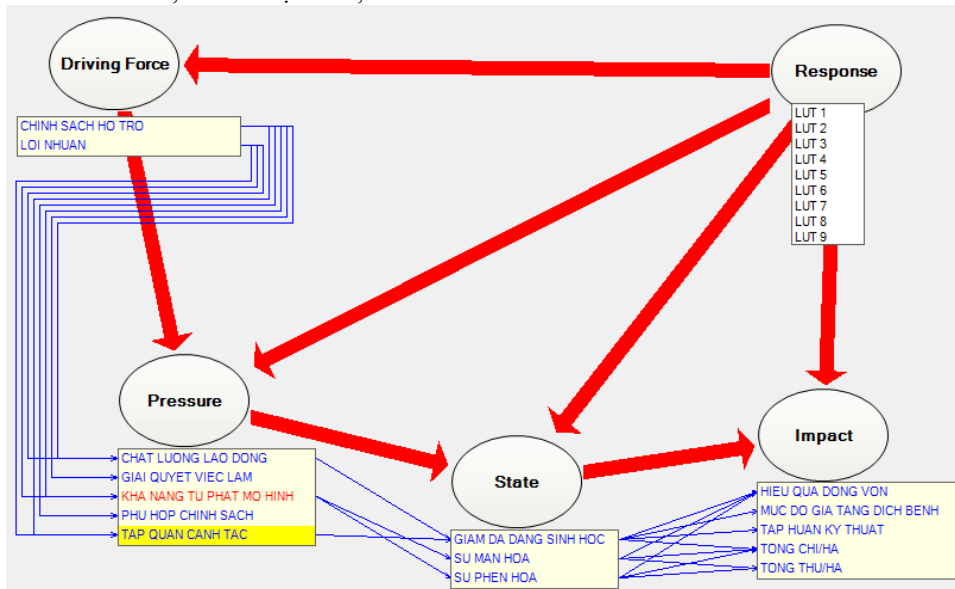 Driving Force
Response
CHINH SACH HO TRO
LOI NHUAN
LUT 1
LUT 2
LUT 3
LUT 4
LUT 5
LUT 6
LUT 7
LUT 8
LUT 9
Pressure
Impact
State
CHAT LUONG LAO DONG
GIAI QUYET VIEC LAM
KHA NANG TU PHAT MO HINH
PHU HOP CHINH SACH
TAP QUAN CANH TAC
GIAM DA DANG SINH HOC
SU MAN HOA
SU PHEN HOA
HIEU QUA DONG VON
MUC DO GIA TANG DICH BENH
TAP HUAN KY THUAT
TONG CHI/HA
TONG THU/HA